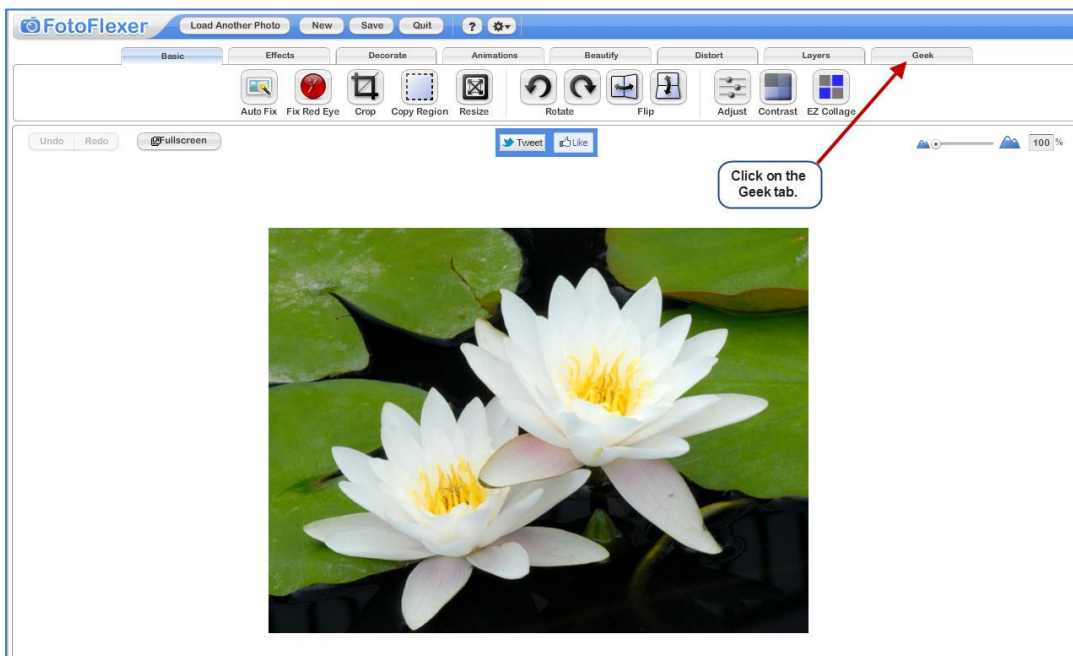 FotoFlexer Load Another Photo New Save Quit ?
Basic Effects Decorate Animations Beautify Distort Layers Geek
Auto Fix Fix Red Eye Crop Copy Region Resize Rotate Flip Adjust Contrast EZ Collage
Undo Redo Fullscreen Tweet Like 100 %
Click on the
Geek tab.